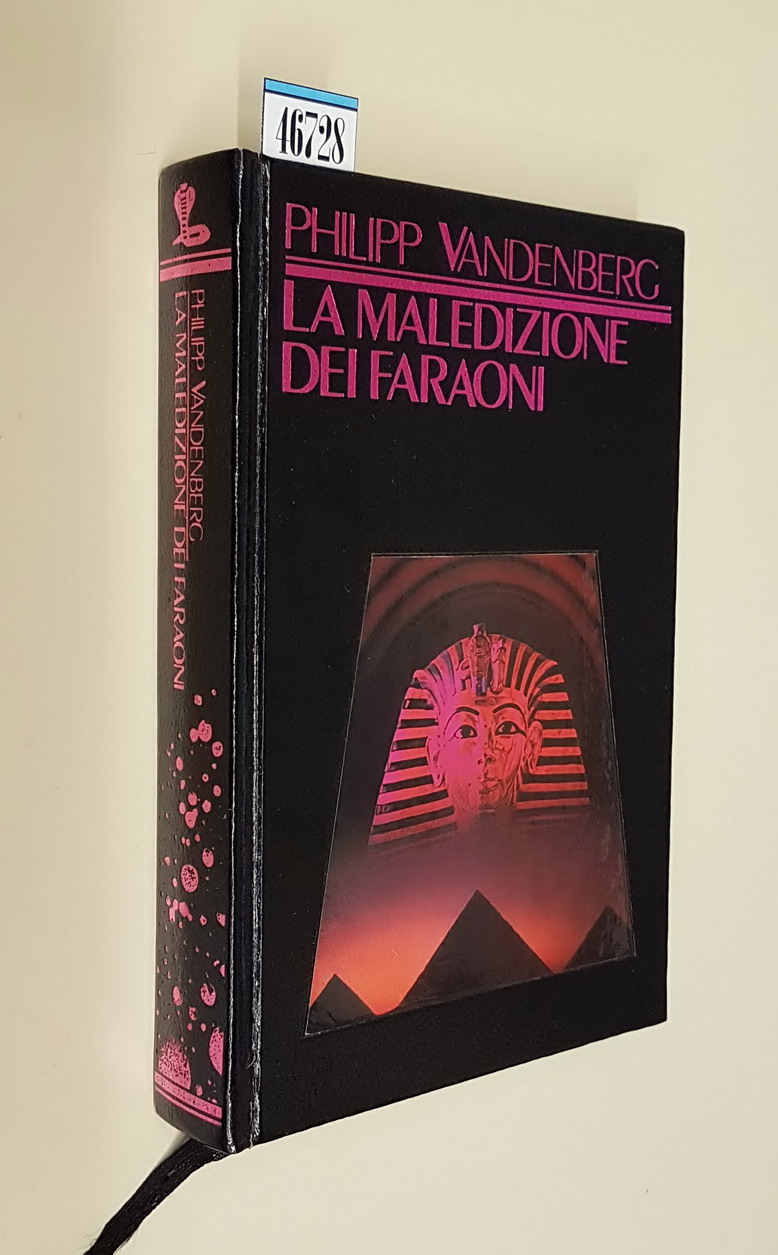 46728
PHILIPP VANDENBERG
LA MALEDIZIONE
DEI FARAONI
PHILIPP VANDENBERG
LA MALEDIZIONE DEI FARAONI